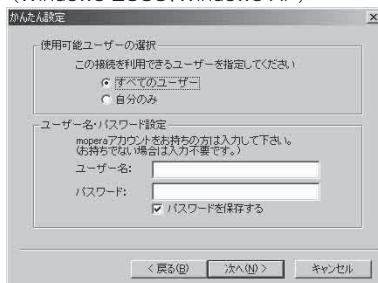 かんたん設定
使用可能ユーザーの選択
この接続を利用できるユーザーを指定してください
すべてのユーザー
自分のみ
ユーザー名・パスワード設定
moperaアカウントをお持ちの方は入力して下さい。
(お持ちでない場合は入力不要です。)
ユーザー名:
パスワード:
パスワードを保存する
< 戻る(B)
次へ(N) >
キャンセル